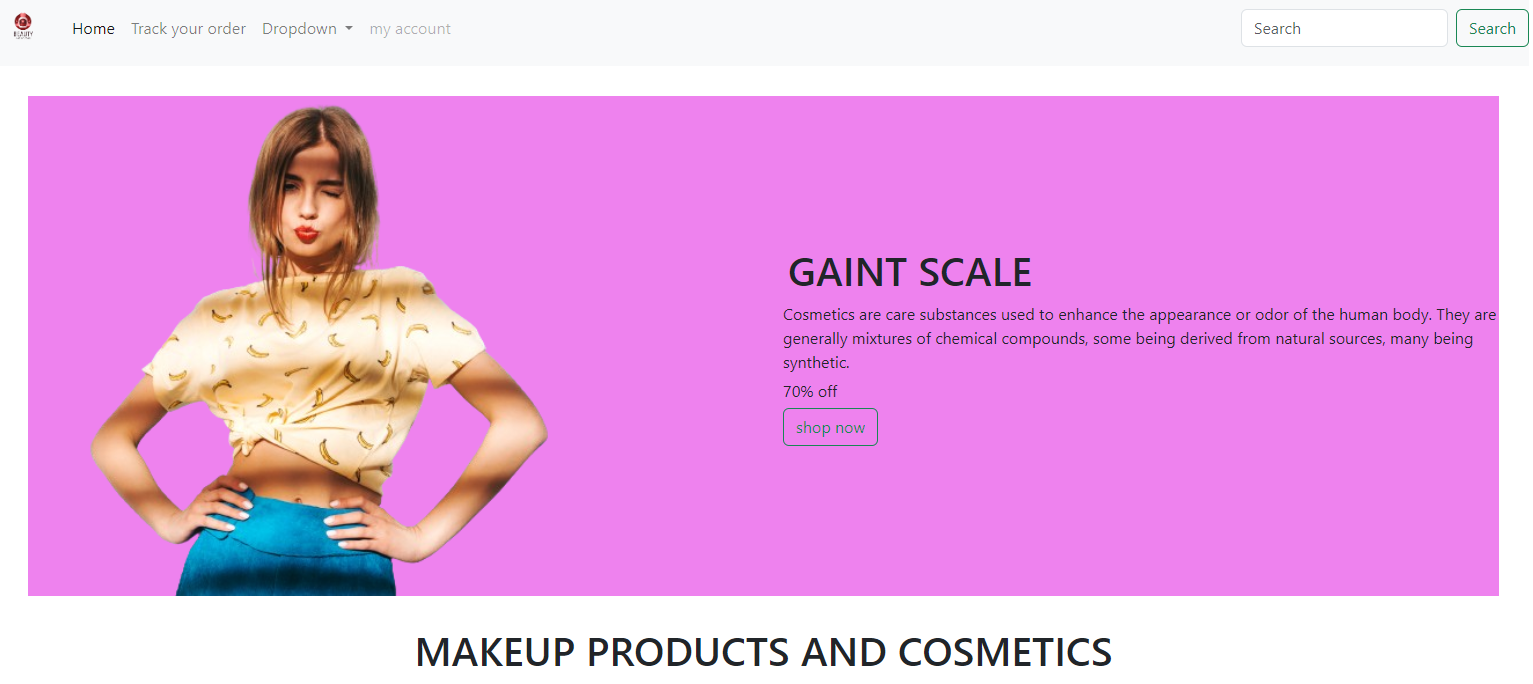 BEAUTY
Home Track your order Dropdown my account Search Search
GAINT SCALE
Cosmetics are care substances used to enhance the appearance or odor of the human body. They are
generally mixtures of chemical compounds, some being derived from natural sources, many being
synthetic.
70% off
shop now
MAKEUP PRODUCTS AND COSMETICS